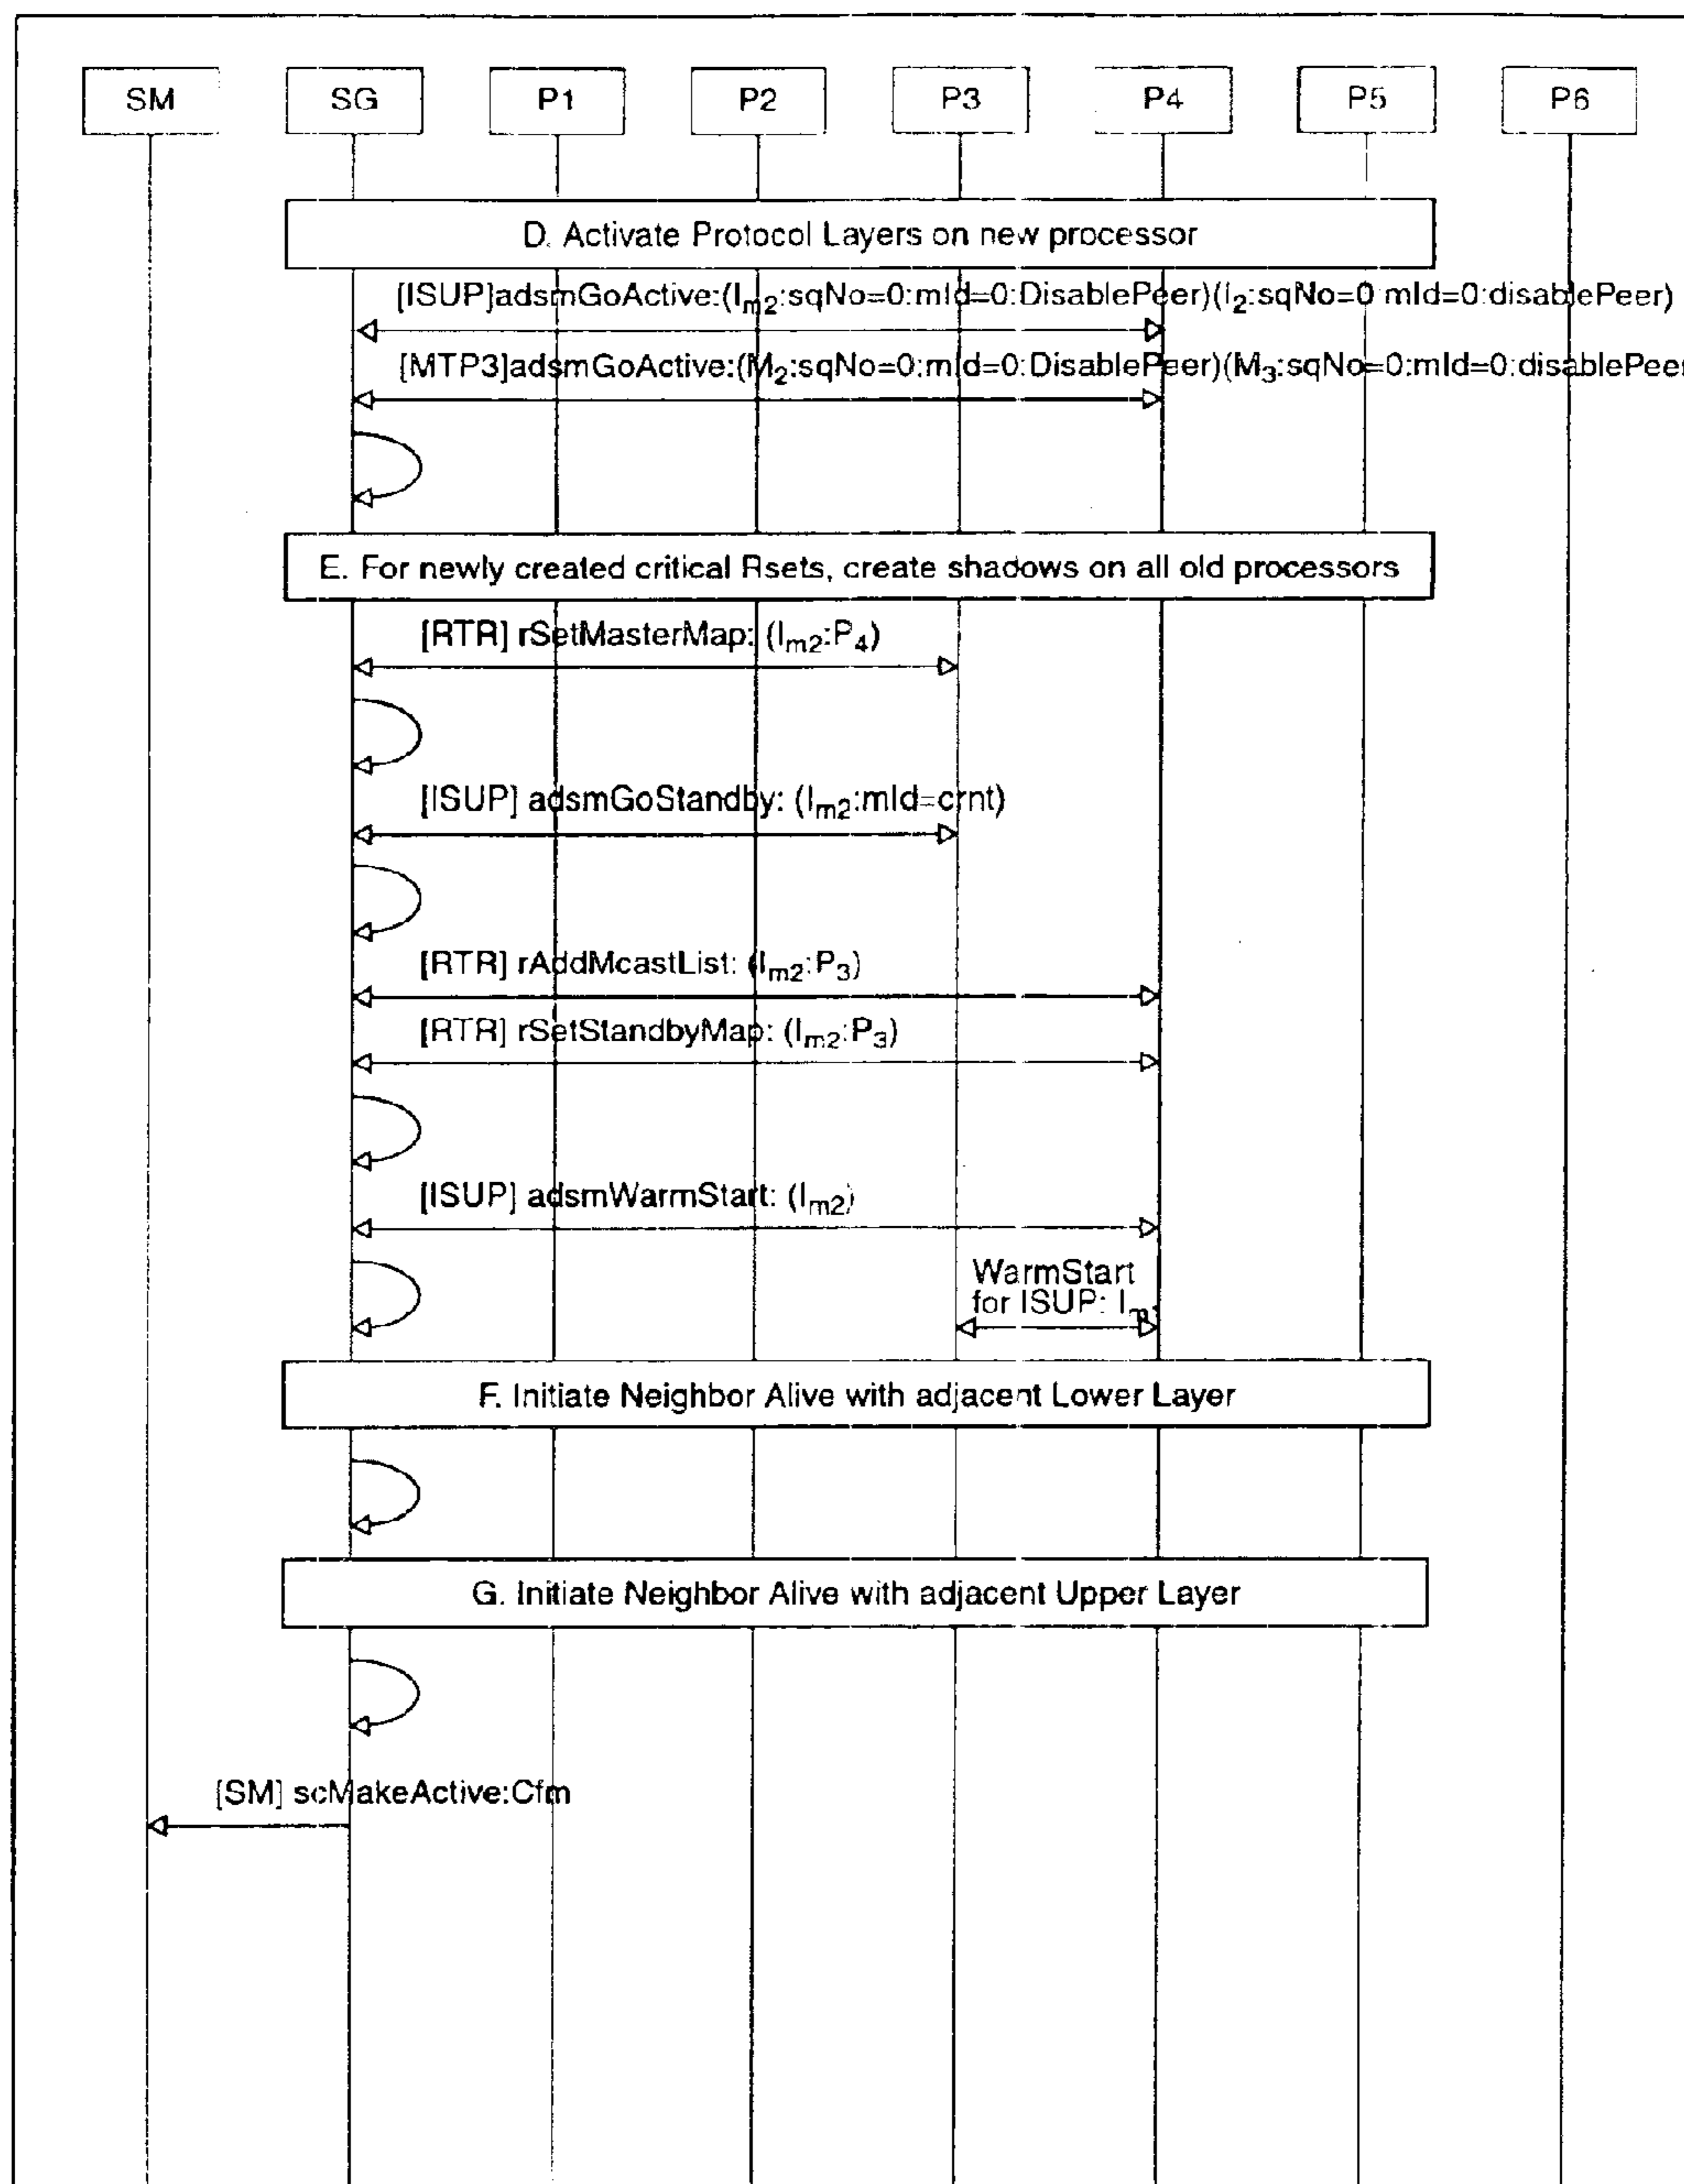 SM SG P1 P2 P3 P4 P5 P6
D. Activate Protocol Layers on new processor
[ISUP]adsmGoActive:(Im2:sqNo=0:mId=0:DisablePeer)(I2:sqNo=0:mId=0:disablePeer)
[MTP3]adsmGoActive:(M2:sqNo=0:mId=0:DisablePeer)(M3:sqNo=0:mId=0:disablePeer
E. For newly created critical Rsets, create shadows on all old processors
[RTR] rSetMasterMap: (Im2:P4)
[ISUP] adsmGoStandby: (Im2:mId=crnt)
[RTR] rAddMcastList: (Im2:P3)
[RTR] rSetStandbyMap: (Im2:P3)
[ISUP] adsmWarmStart: (Im2)
WarmStart
for ISUP: Im
F. Initiate Neighbor Alive with adjacent Lower Layer
G. Initiate Neighbor Alive with adjacent Upper Layer
[SM] scMakeActive:Cfm